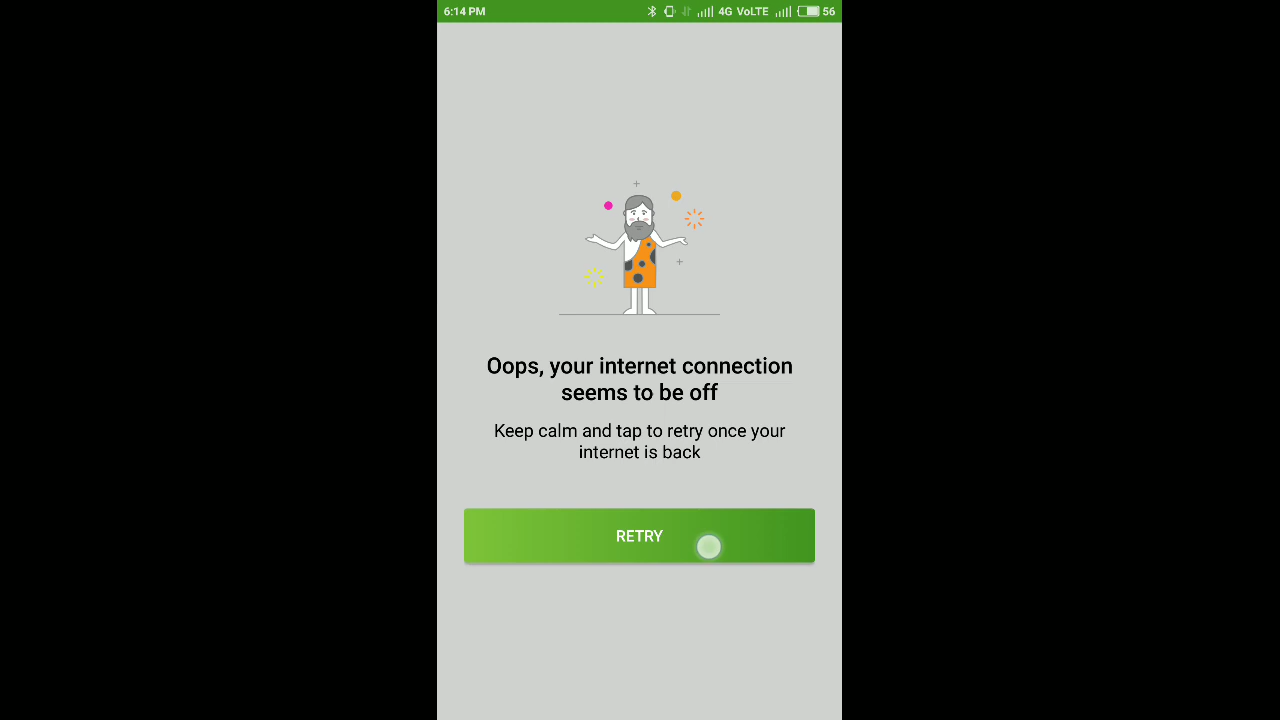 6:14 PM 4G VoLTE 56
Oops, your internet connection
seems to be off
Keep calm and tap to retry once your
internet is back
RETRY